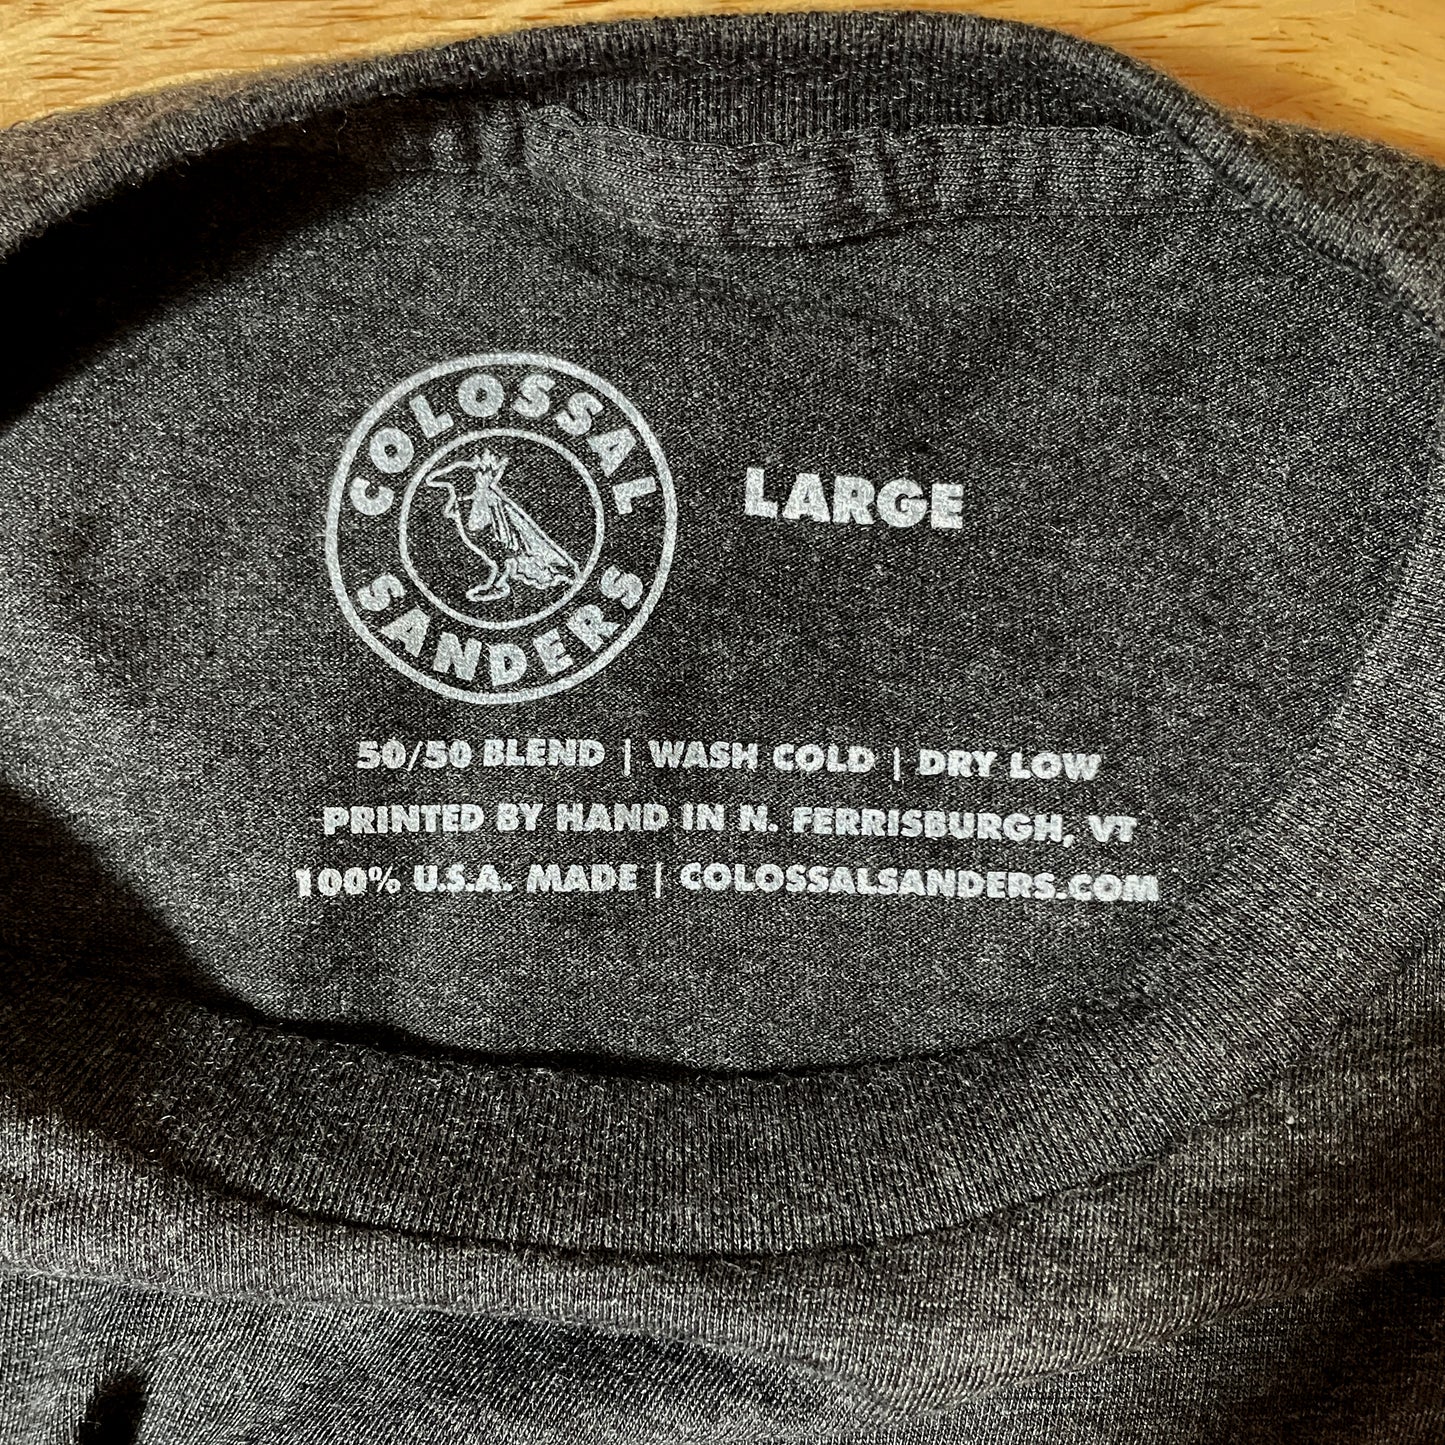 COLOSSAL
SANDERS
LARGE
50/50 BLEND | WASH COLD | DRY LOW
PRINTED BY HAND IN N. FERRISBURGH, VT
100% U.S.A. MADE | COLOSSALSANDERS.COM